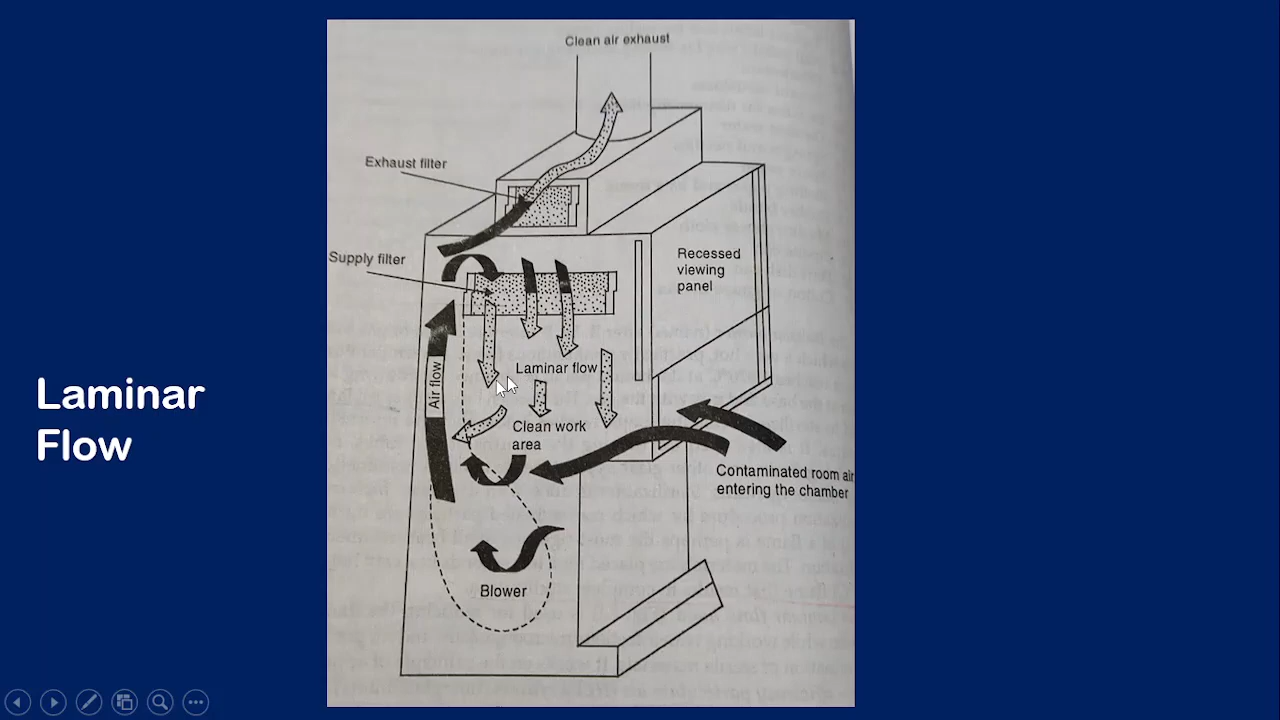 Laminar
Flow
Clean air exhaust
Exhaust filter
Supply filter
Recessed
viewing
panel
Air flow
Laminar flow
Clean work
area
Contaminated room air
entering the chamber
Blower